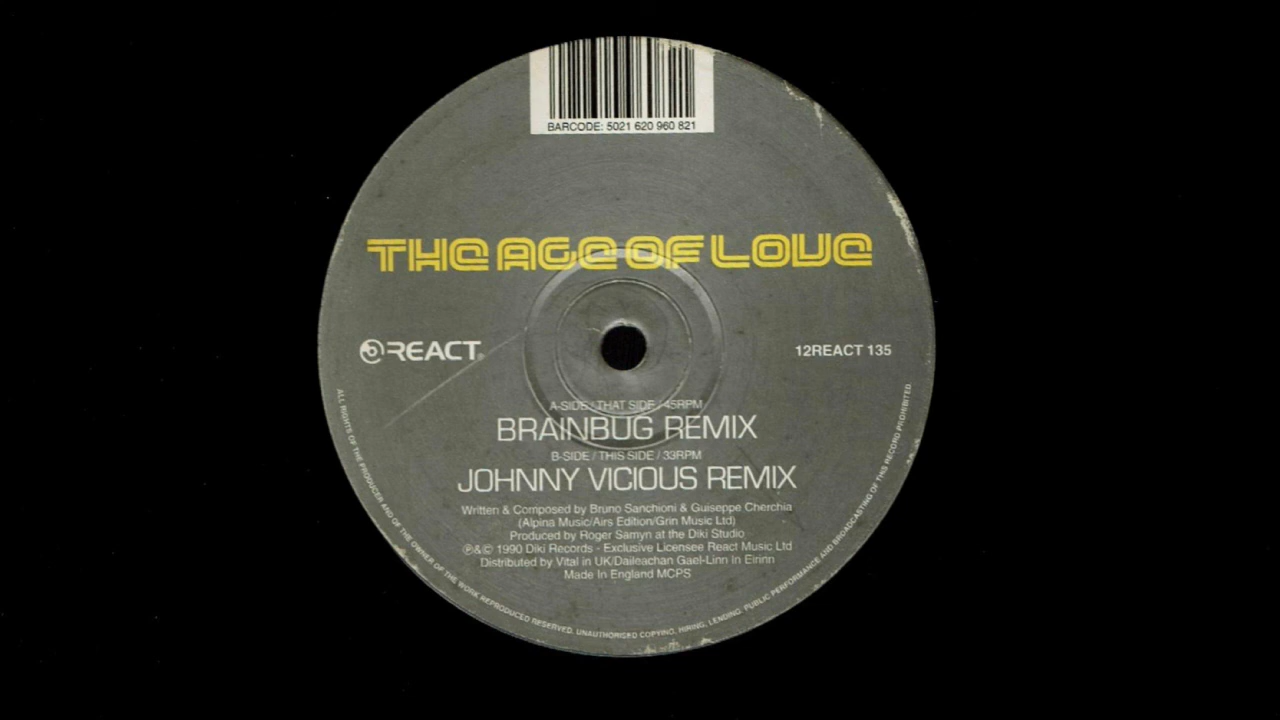 BARCODE: 5021 620 960 821
THE AGE OF LOVE
REACT®
12REACT 135
A-SIDE / THAT SIDE / 45RPM
BRAINBUG REMIX
B-SIDE / THIS SIDE / 33RPM
JOHNNY VICIOUS REMIX
Written & Composed by Bruno Sanchioni & Guiseppe Cherchia
(Alpina Music/Airs Edition/Grin Music Ltd)
Produced by Roger Samyn at the Diki Studio
℗&© 1990 Diki Records - Exclusive Licensee React Music Ltd
Distributed by Vital in UK/Daileachan Gael-Linn In Eirinn
Made In England MCPS
ALL RIGHTS OF THE PRODUCER AND OF THE OWNER OF THE WORK REPRODUCED RESERVED. UNAUTHORISED COPYING, HIRING, LENDING, PUBLIC PERFORMANCE AND BROADCASTING OF THIS RECORD PROHIBITED.